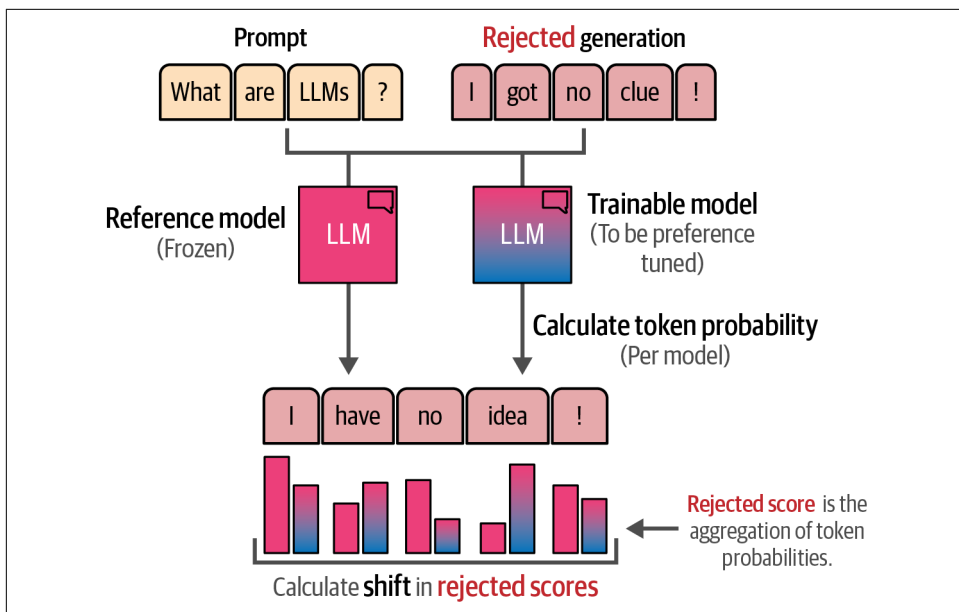 Prompt
Rejected generation
What are LLMs ?
I got no clue !
Reference model
(Frozen)
LLM
LLM
Trainable model
(To be preference
tuned)
Calculate token probability
(Per model)
I have no idea !
Rejected score is the
aggregation of token
probabilities.
Calculate shift in rejected scores